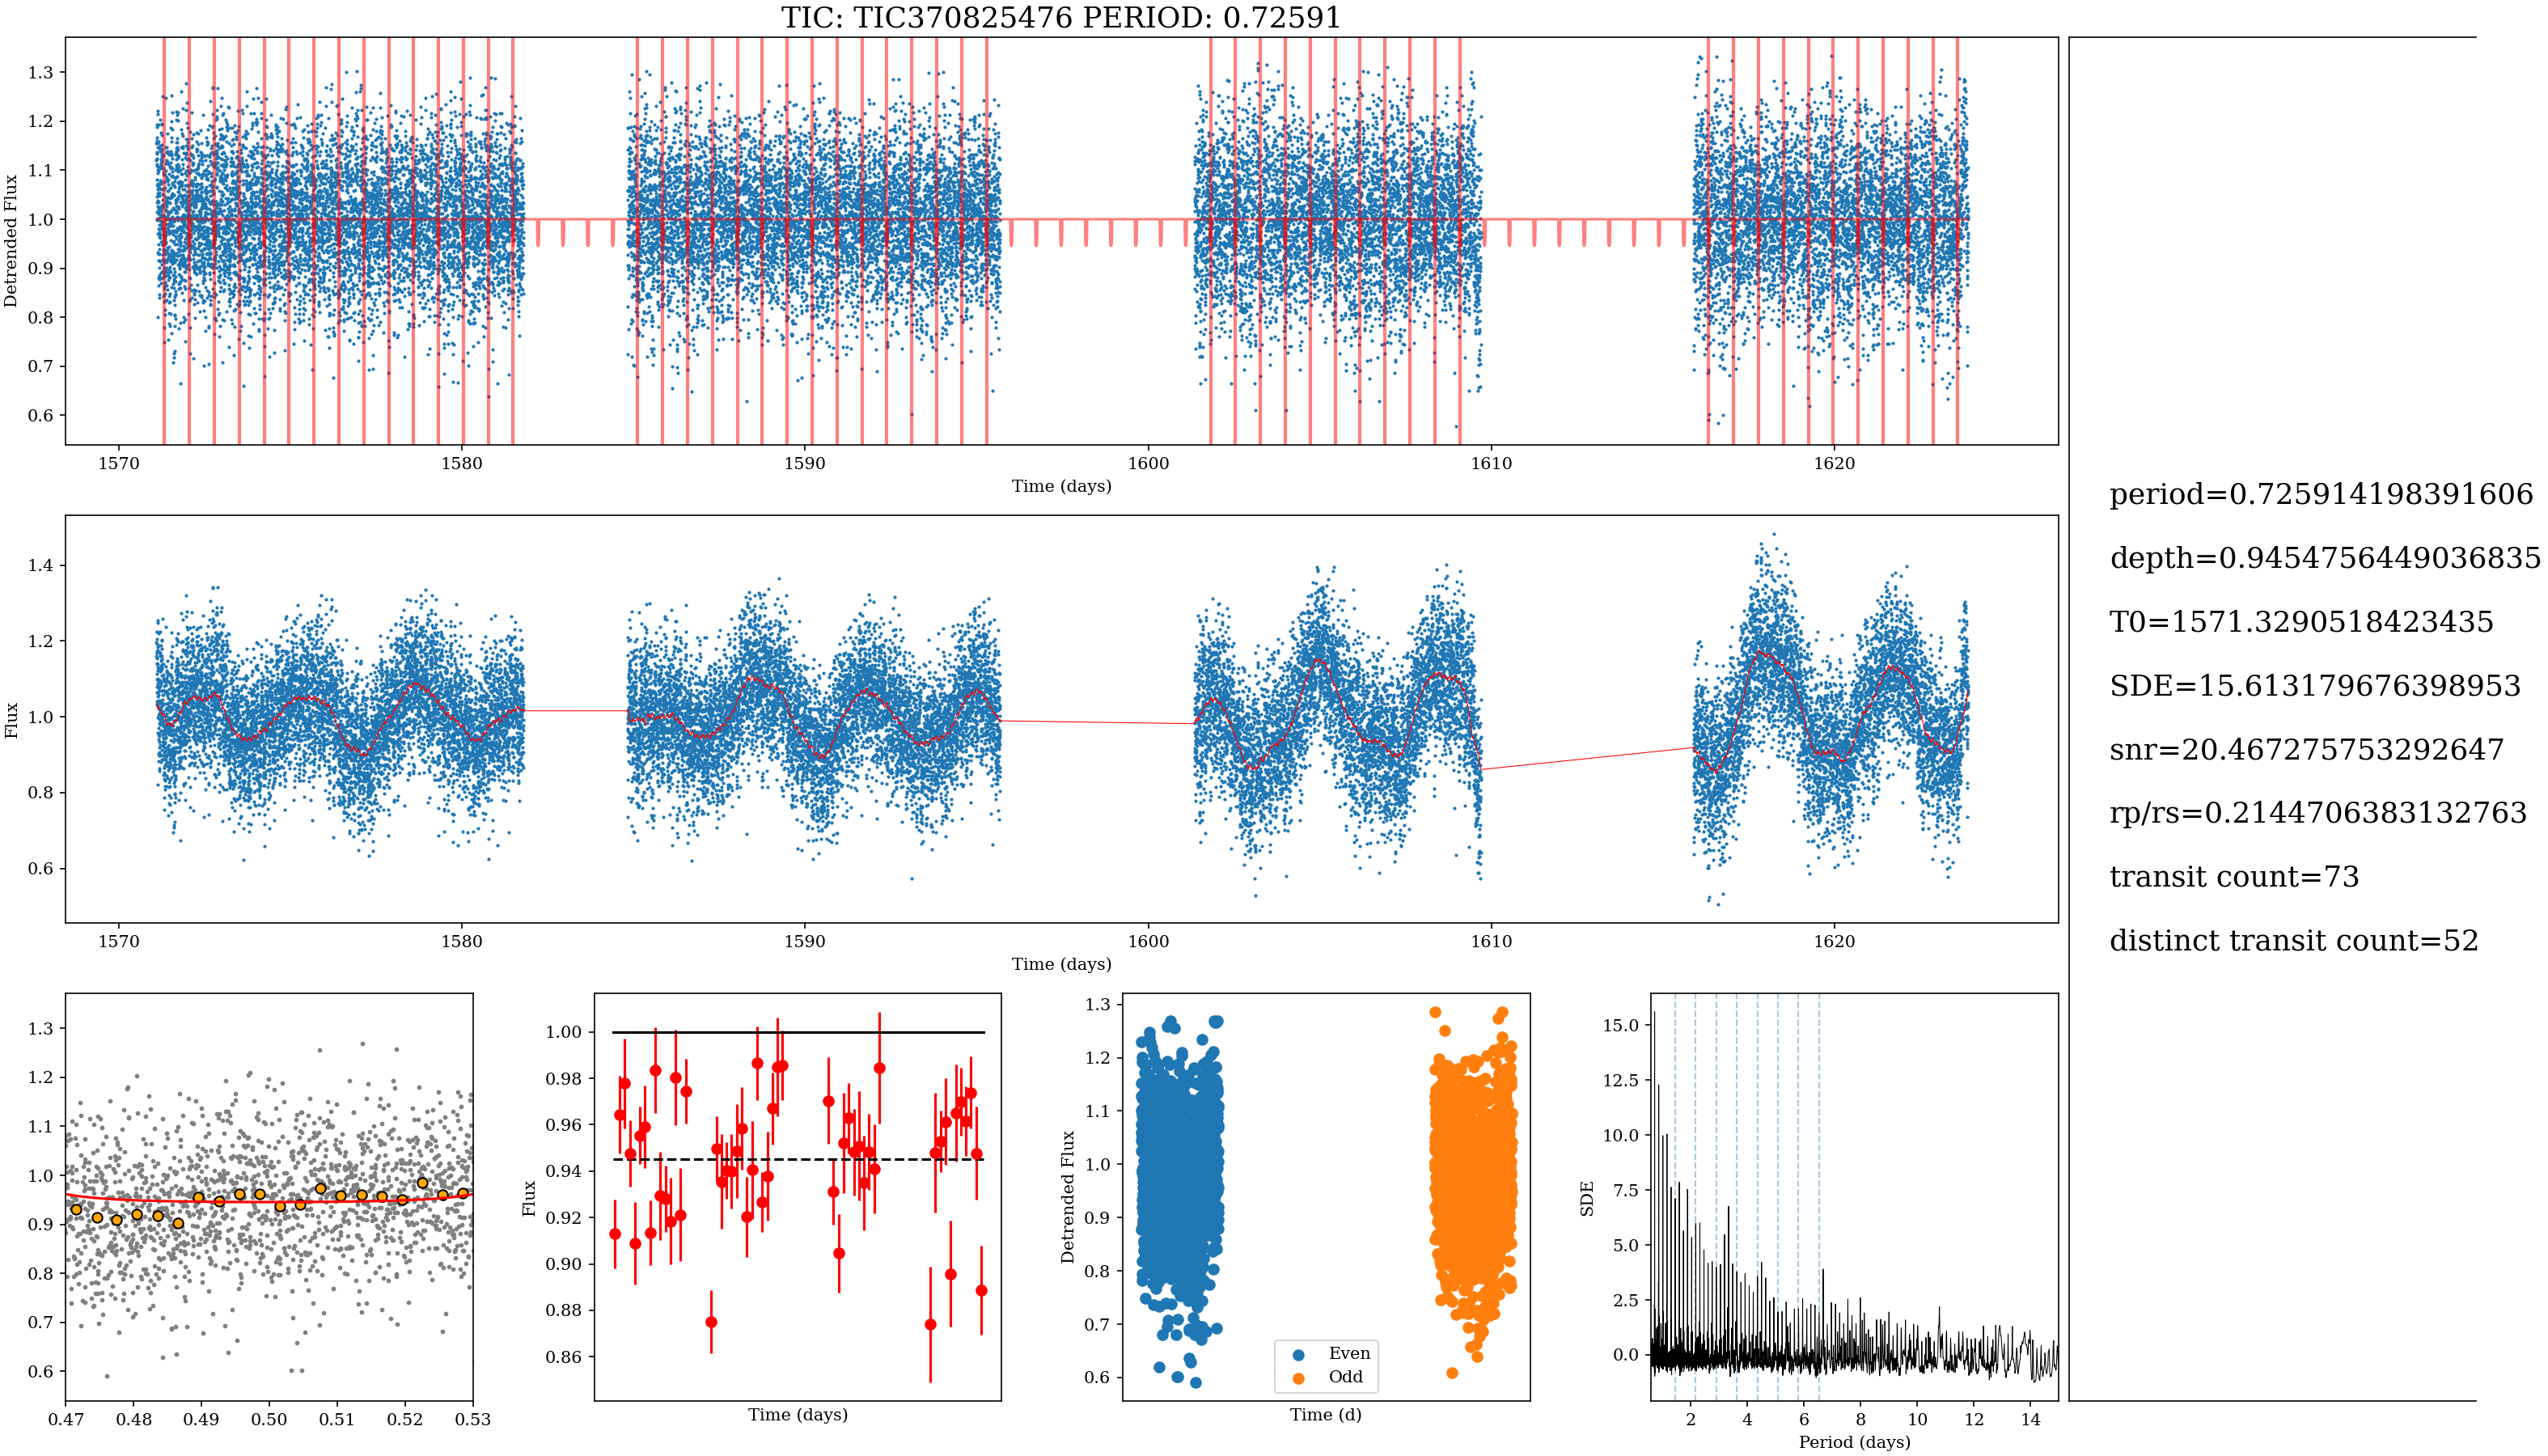 TIC: TIC370825476 PERIOD: 0.72591
1.3
1.2
1.1
1.0
0.9
0.8
0.7
0.6
Detrended Flux
1570 1580 1590 1600 1610 1620
Time (days)
1.4
1.2
1.0
0.8
0.6
Flux
1570 1580 1590 1600 1610 1620
Time (days)
period=0.725914198391606
depth=0.9454756449036835
T0=1571.3290518423435
SDE=15.613179676398953
snr=20.467275753292647
rp/rs=0.2144706383132763
transit count=73
distinct transit count=52
1.3
1.2
1.1
1.0
0.9
0.8
0.7
0.6
0.47 0.48 0.49 0.50 0.51 0.52 0.53
1.00
0.98
0.96
0.94
0.92
0.90
0.88
0.86
Flux
Time (days)
1.3
1.2
1.1
1.0
0.9
0.8
0.7
0.6
Detrended Flux
Even
Odd
Time (d)
15.0
12.5
10.0
7.5
5.0
2.5
0.0
SDE
2 4 6 8 10 12 14
Period (days)